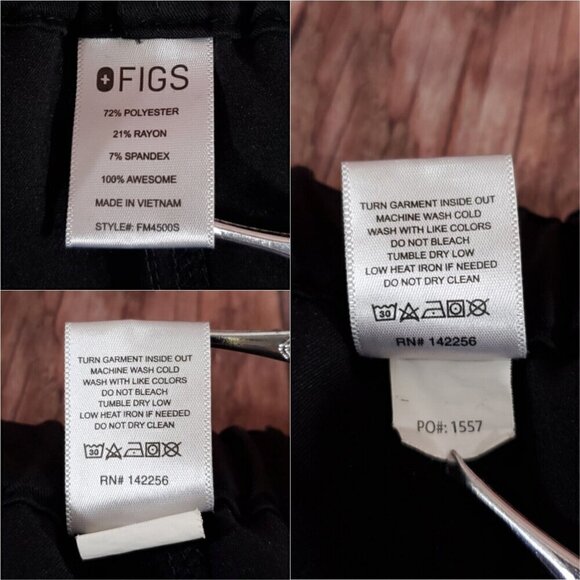 FIGS
72% POLYESTER
21% RAYON
7% SPANDEX
100% AWESOME
MADE IN VIETNAM
STYLE#: FM4500S
TURN GARMENT INSIDE OUT
MACHINE WASH COLD
WASH WITH LIKE COLORS
DO NOT BLEACH
TUMBLE DRY LOW
LOW HEAT IRON IF NEEDED
DO NOT DRY CLEAN
30
RN# 142256
PO#: 1557
TURN GARMENT INSIDE OUT
MACHINE WASH COLD
WASH WITH LIKE COLORS
DO NOT BLEACH
TUMBLE DRY LOW
LOW HEAT IRON IF NEEDED
DO NOT DRY CLEAN
30
RN# 142256